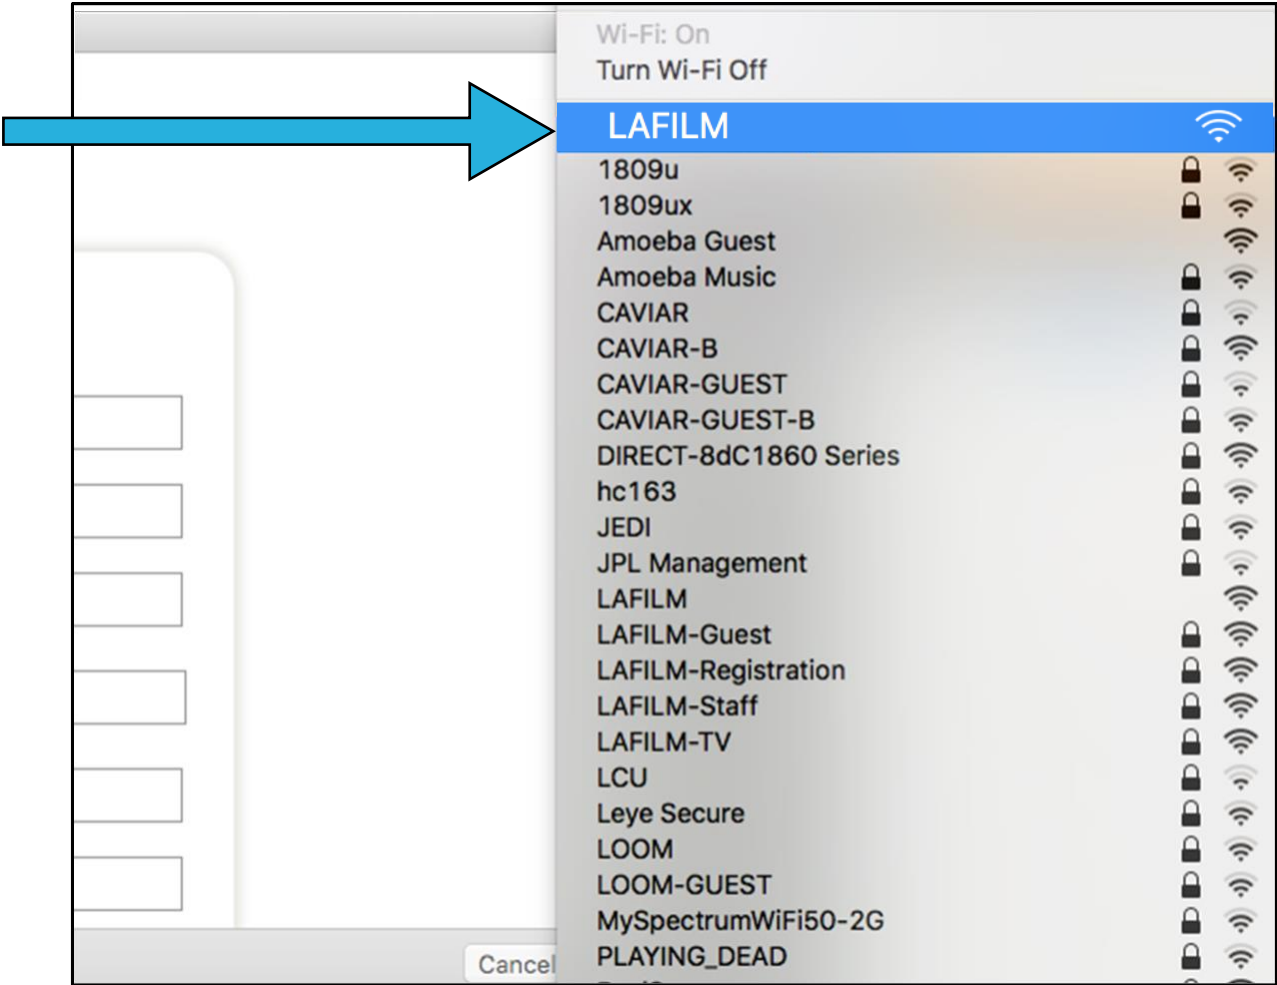 Wi-Fi: On
Turn Wi-Fi Off
LAFILM
1809u
1809ux
Amoeba Guest
Amoeba Music
CAVIAR
CAVIAR-B
CAVIAR-GUEST
CAVIAR-GUEST-B
DIRECT-8dC1860 Series
hc163
JEDI
JPL Management
LAFILM
LAFILM-Guest
LAFILM-Registration
LAFILM-Staff
LAFILM-TV
LCU
Leye Secure
LOOM
LOOM-GUEST
MySpectrumWiFi50-2G
PLAYING_DEAD
Cancel